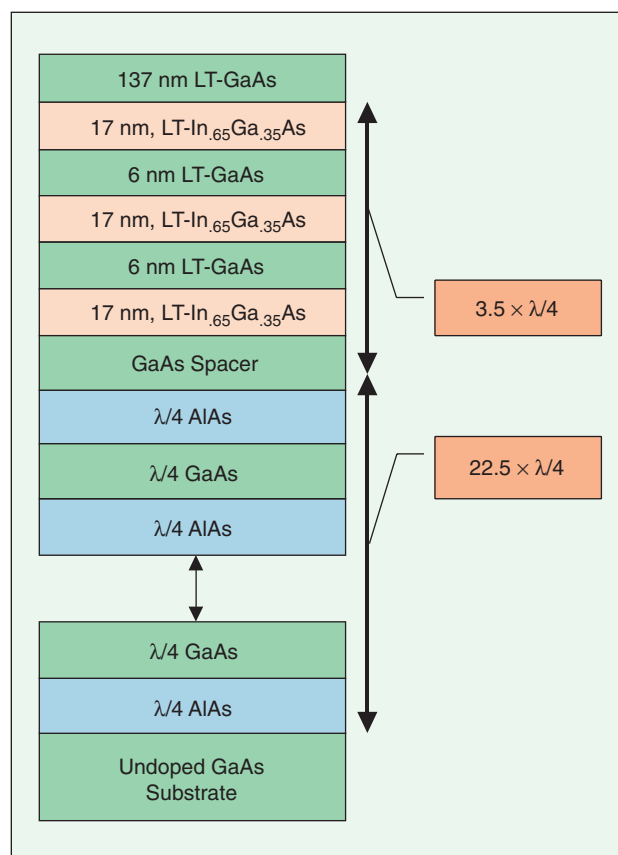 137 nm LT-GaAs
17 nm, LT-In.65Ga.35As
6 nm LT-GaAs
17 nm, LT-In.65Ga.35As
6 nm LT-GaAs
17 nm, LT-In.65Ga.35As
GaAs Spacer
λ/4 AlAs
λ/4 GaAs
λ/4 AlAs
λ/4 GaAs
λ/4 AlAs
Undoped GaAs
Substrate
3.5 × λ/4
22.5 × λ/4